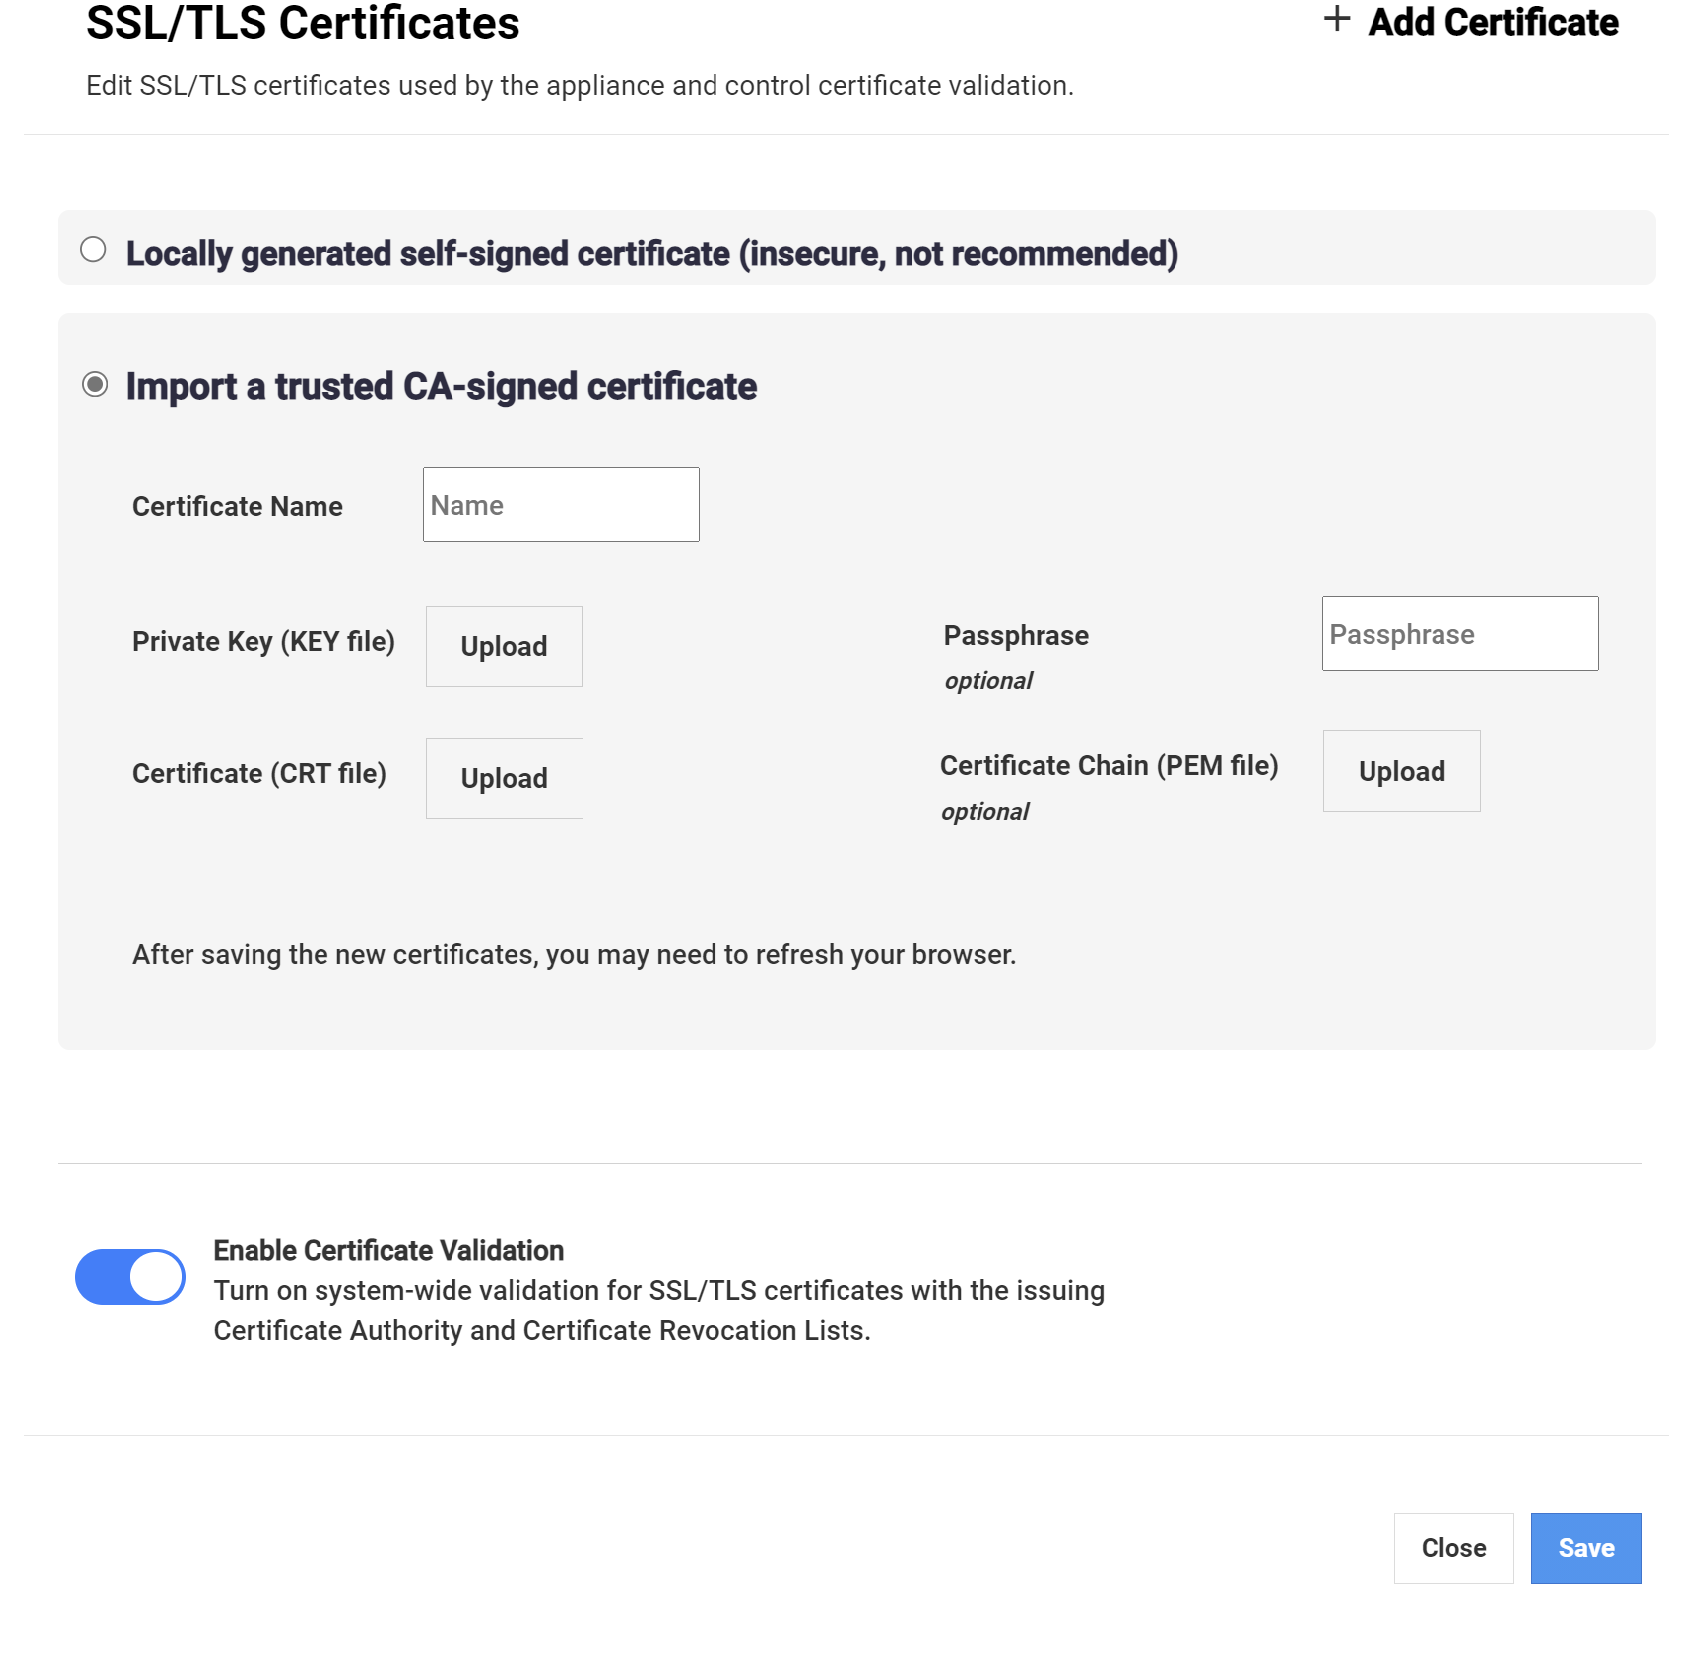 SSL/TLS Certificates
+ Add Certificate
Edit SSL/TLS certificates used by the appliance and control certificate validation.
Locally generated self-signed certificate (insecure, not recommended)
Import a trusted CA-signed certificate
Certificate Name
Name
Private Key (KEY file)
Upload
Passphrase
optional
Passphrase
Certificate (CRT file)
Upload
Certificate Chain (PEM file)
optional
Upload
After saving the new certificates, you may need to refresh your browser.
Enable Certificate Validation
Turn on system-wide validation for SSL/TLS certificates with the issuing
Certificate Authority and Certificate Revocation Lists.
Close
Save